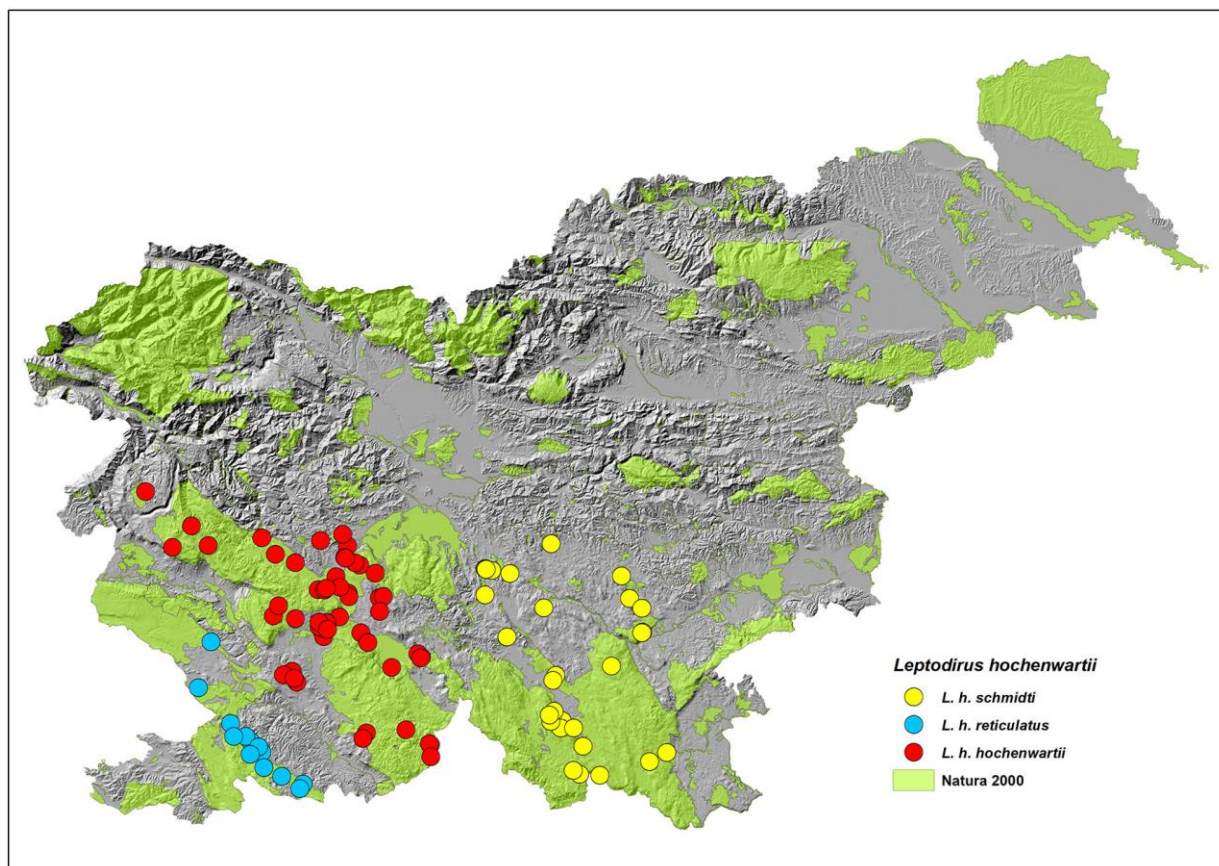 Leptodirus hochenwartii
L. h. schmidti
L. h. reticulatus
L. h. hochenwartii
Natura 2000